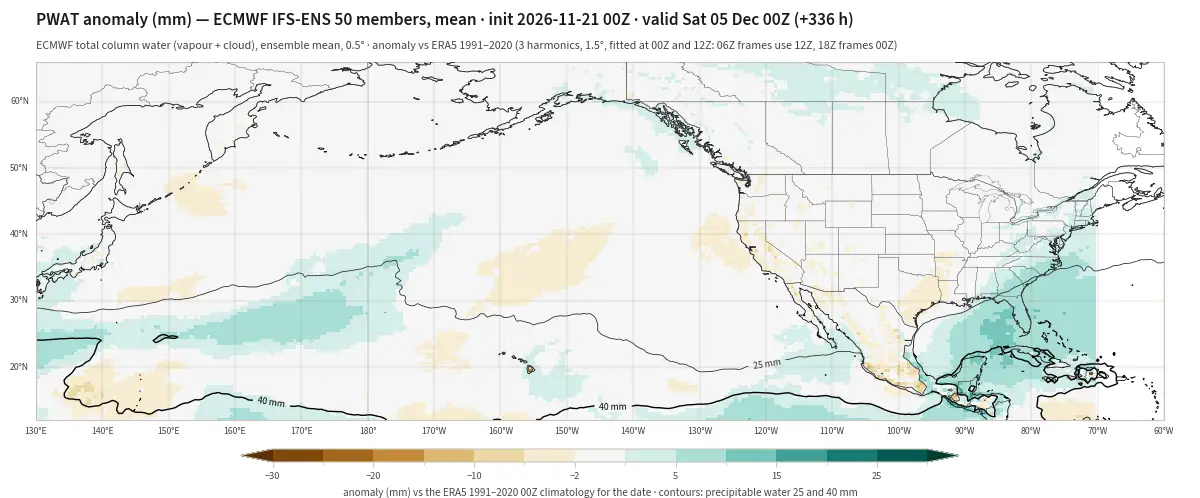 PWAT anomaly (mm) — ECMWF IFS-ENS 50 members, mean · init 2026-11-21 00Z · valid Sat 05 Dec 00Z (+336 h)
ECMWF total column water (vapour + cloud), ensemble mean, 0.5° · anomaly vs ERA5 1991–2020 (3 harmonics, 1.5°, fitted at 00Z and 12Z: 06Z frames use 12Z, 18Z frames 00Z)
60°N
50°N
40°N
30°N
20°N
25 mm
40 mm
40 mm
130°E 140°E 150°E 160°E 170°E 180° 170°W 160°W 150°W 140°W 130°W 120°W 110°W 100°W 90°W 80°W 70°W 60°W
−30 −20 −10 −2 5 15 25
anomaly (mm) vs the ERA5 1991–2020 00Z climatology for the date · contours: precipitable water 25 and 40 mm